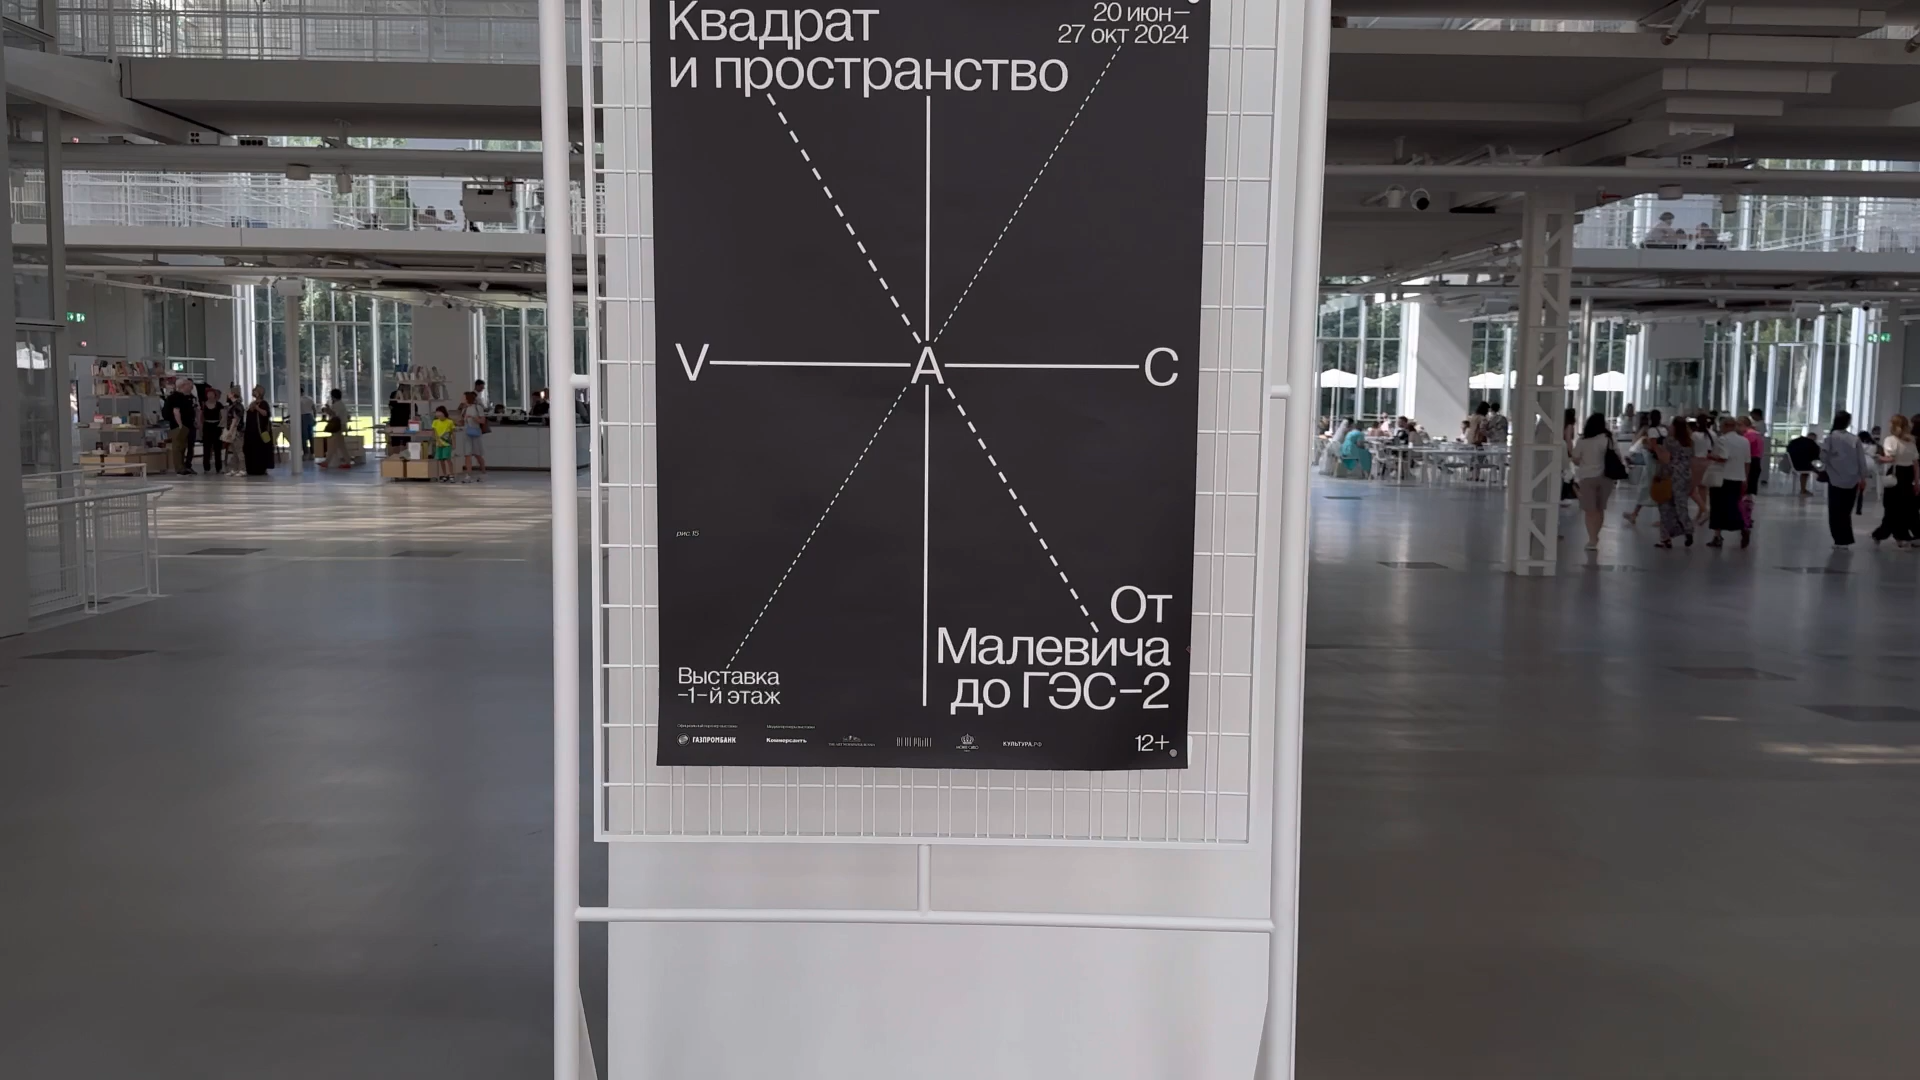 Квадрат
и пространство
20 июн—
27 окт 2024
V A C
рис. 15
От
Малевича
до ГЭС-2
Выставка
-1-й этаж
ГАЗПРОМБАНК
Коммерсантъ
КУЛЬТУРА.РФ
12+